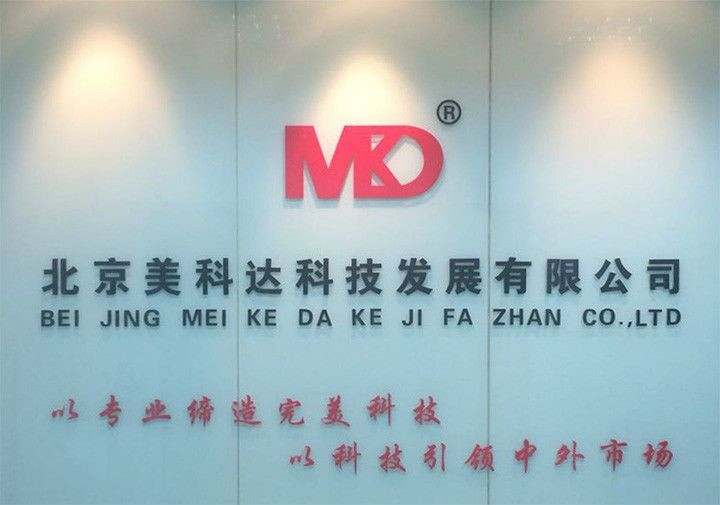 MKD®
北京美科达科技发展有限公司
BEI JING MEI KE DA KE JI FA ZHAN CO.,LTD
以专业缔造完美科技
以科技引领中外市场